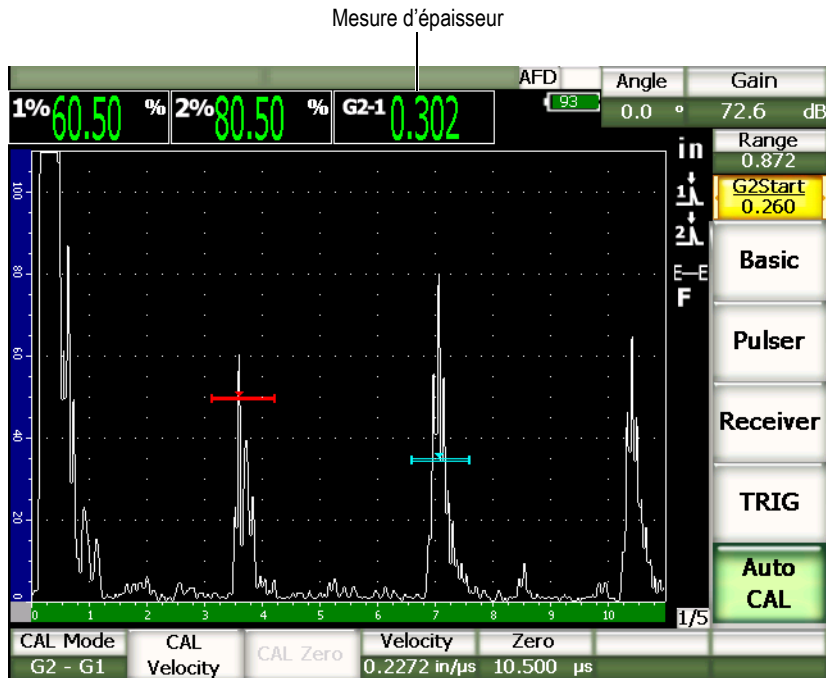 Mesure d'épaisseur
AFD
Angle
Gain
1% 60.50 %
2% 80.50 %
G2-1 0.302
93
0.0 °
72.6 dB
in
Range
0.872
1
G2Start
0.260
2
E—E
F
Basic
Pulser
Receiver
TRIG
Auto
CAL
100
80
60
40
20
0
0 1 2 3 4 5 6 7 8 9 10
1/5
CAL Mode
G2 - G1
CAL
Velocity
CAL Zero
Velocity
0.2272 in/µs
Zero
10.500 µs